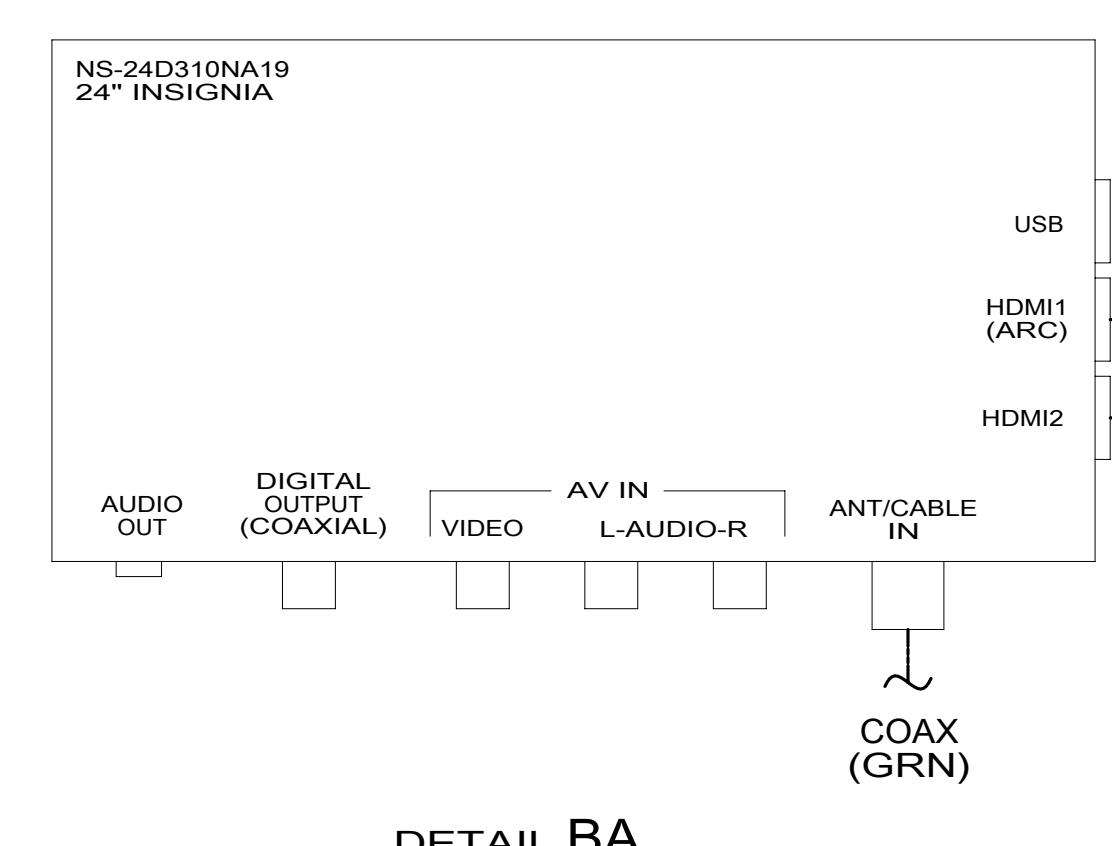 NS-24D310NA19
24" INSIGNIA
USB
HDMI1
(ARC)
HDMI2
AUDIO
OUT
DIGITAL
OUTPUT
(COAXIAL)
AV IN
VIDEO
L-AUDIO-R
ANT/CABLE
IN
COAX
(GRN)
DETAIL BA